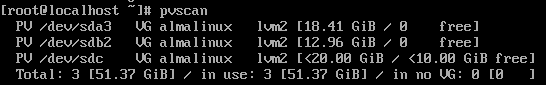 [root@localhost ~]# pvscan
  PV /dev/sda3   VG almalinux   lvm2 [18.41 GiB / 0    free]
  PV /dev/sdb2   VG almalinux   lvm2 [12.96 GiB / 0    free]
  PV /dev/sdc    VG almalinux   lvm2 [<20.00 GiB / <10.00 GiB free]
  Total: 3 [51.37 GiB] / in use: 3 [51.37 GiB] / in no VG: 0 [0   ]